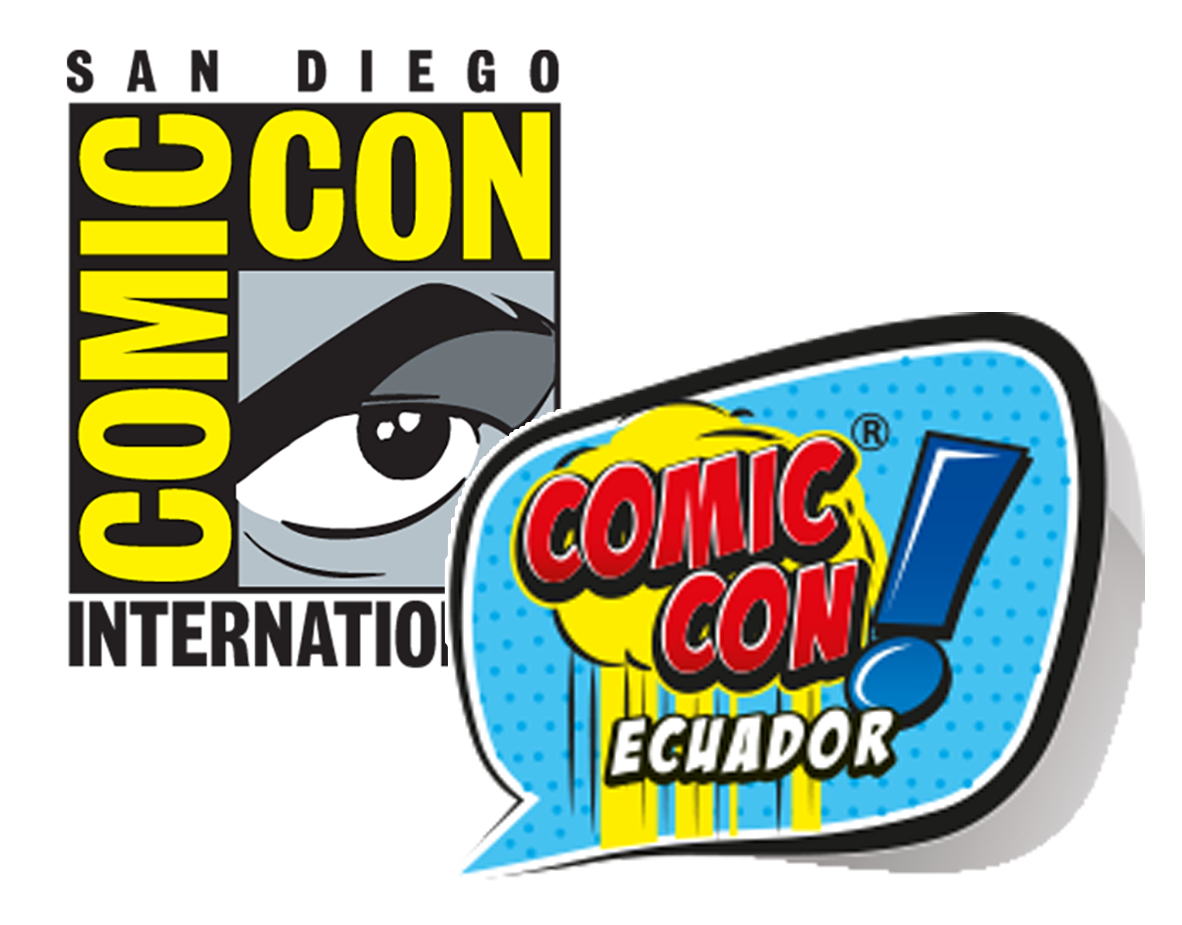 SAN DIEGO
COMIC
CON
INTERNATIO
COMIC
CON!
ECUADOR
®